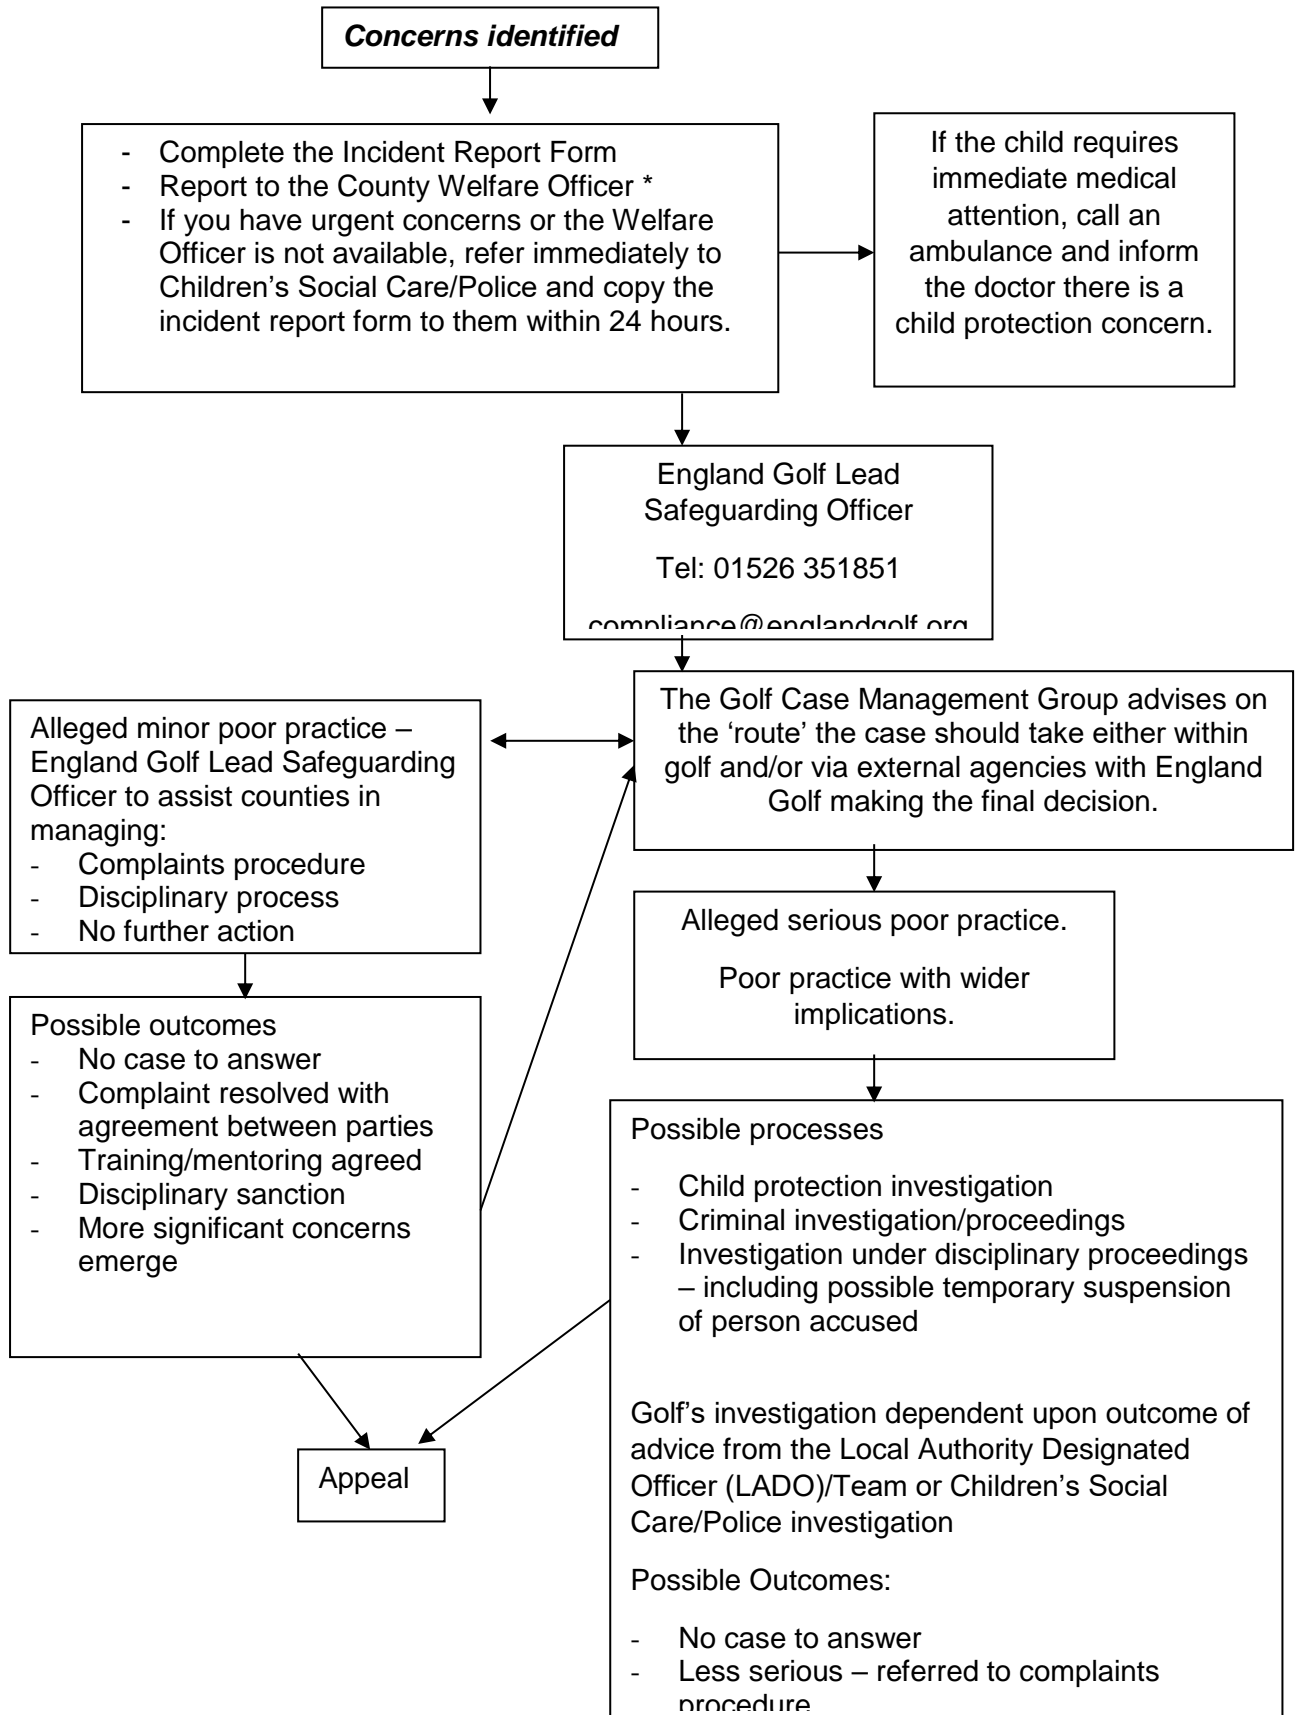 Concerns identified
- Complete the Incident Report Form
- Report to the County Welfare Officer *
- If you have urgent concerns or the Welfare
Officer is not available, refer immediately to
Children’s Social Care/Police and copy the
incident report form to them within 24 hours.
If the child requires
immediate medical
attention, call an
ambulance and inform
the doctor there is a
child protection concern.
England Golf Lead
Safeguarding Officer
Tel: 01526 351851
compliance@englandgolf.org
The Golf Case Management Group advises on
the ‘route’ the case should take either within
golf and/or via external agencies with England
Golf making the final decision.
Alleged minor poor practice –
England Golf Lead Safeguarding
Officer to assist counties in
managing:
- Complaints procedure
- Disciplinary process
- No further action
Alleged serious poor practice.
Poor practice with wider
implications.
Possible outcomes
- No case to answer
- Complaint resolved with
agreement between parties
- Training/mentoring agreed
- Disciplinary sanction
- More significant concerns
emerge
Possible processes
- Child protection investigation
- Criminal investigation/proceedings
- Investigation under disciplinary proceedings
– including possible temporary suspension
of person accused
Golf’s investigation dependent upon outcome of
advice from the Local Authority Designated
Officer (LADO)/Team or Children’s Social
Care/Police investigation
Possible Outcomes:
- No case to answer
- Less serious – referred to complaints
procedure
Appeal